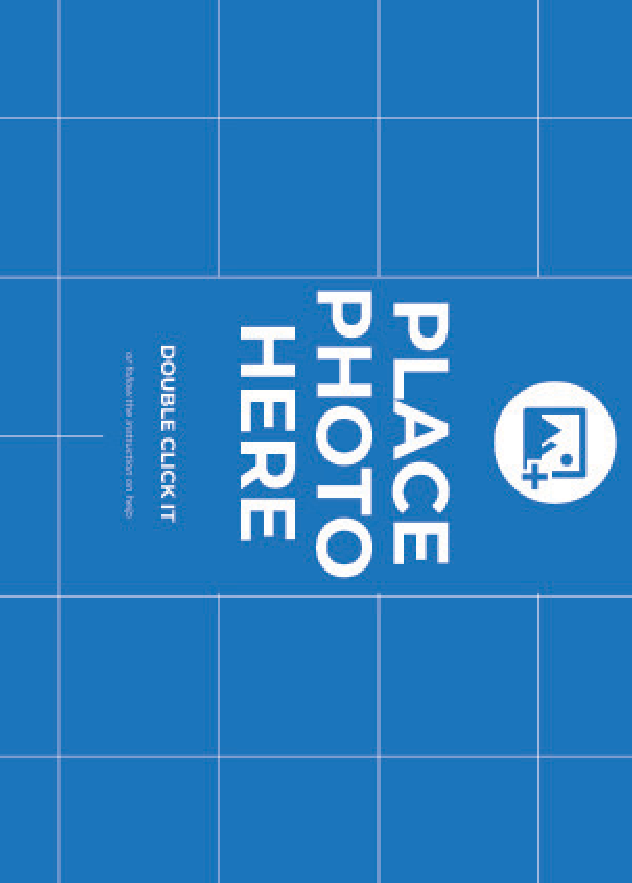 PLACE
PHOTO
HERE
DOUBLE CLICK IT
or follow the instruction on help